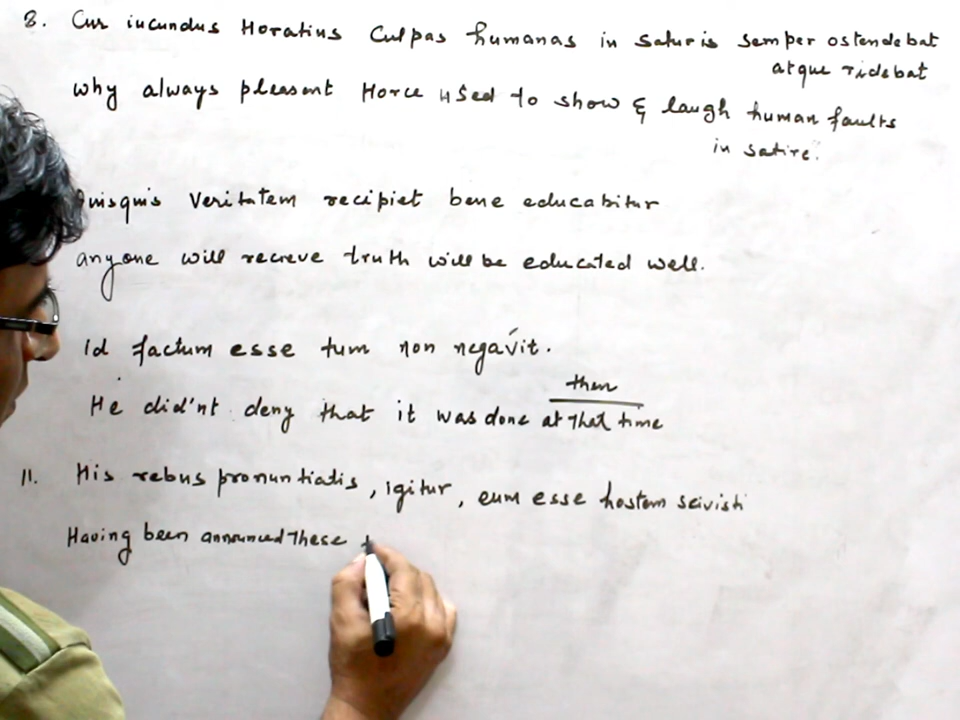 8. Cur iucundus Horatius Culpas humanas in saturis semper ostendebat
atque ridebat
why always pleasent Horce used to show & laugh human faults
in satire.
Quisquis Veritatem recipiet bene educabitur
anyone will recieve truth will be educated well.
id factum esse tum non negavit.
then
He did'nt deny that it was done at that time
11. His rebus pronuntiatis, igitur, eum esse hostem scivisti
Having been announced these